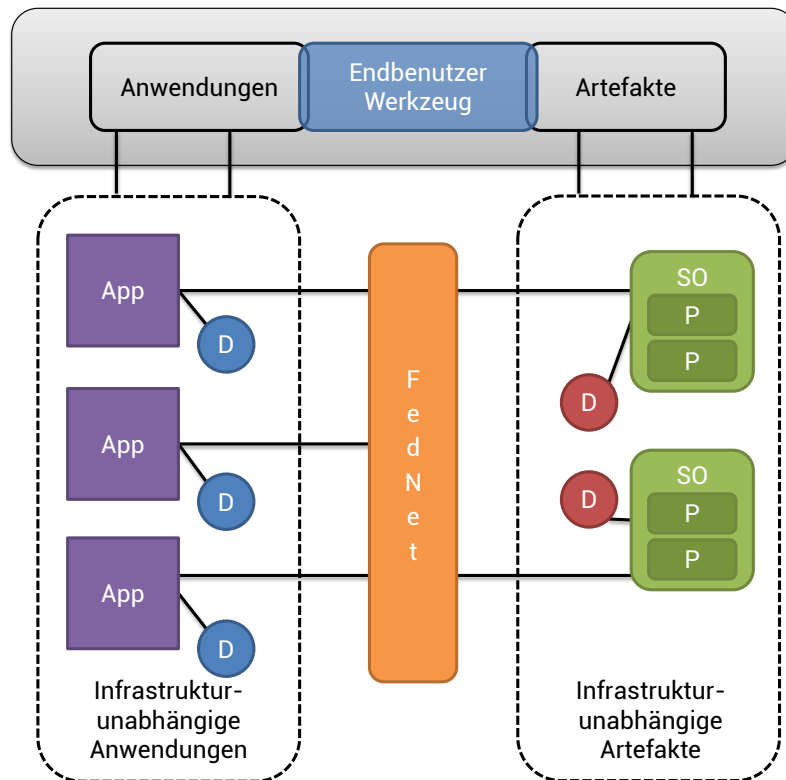 Anwendungen
Endbenutzer
Werkzeug
Artefakte
App
D
App
D
App
D
Infrastruktur-
unabhängige
Anwendungen
F
e
d
N
e
t
SO
P
P
D
D
SO
P
P
Infrastruktur-
unabhängige
Artefakte